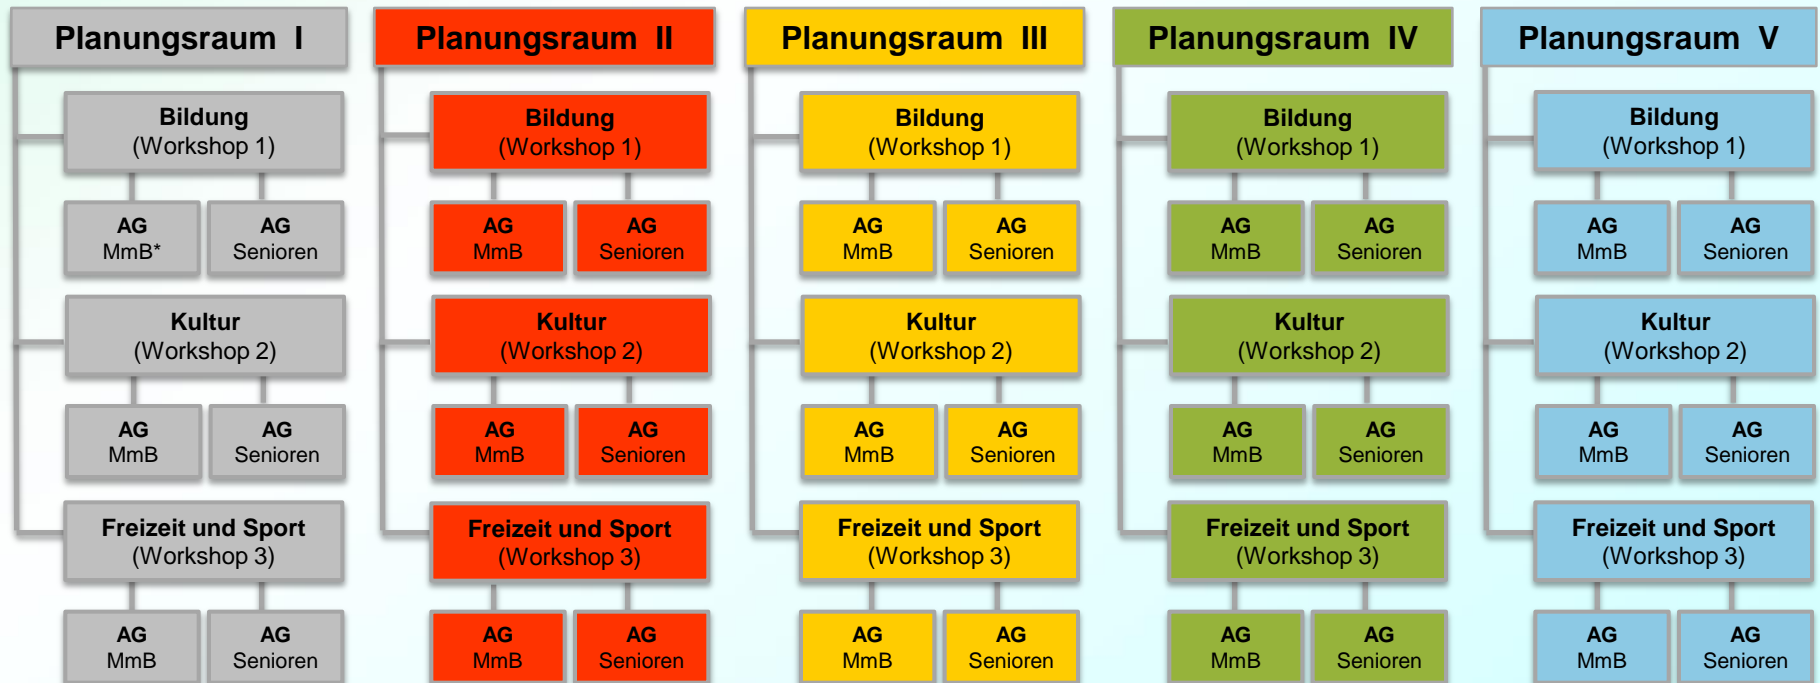 Planungsraum I
Bildung
(Workshop 1)
AG
MmB*
AG
Senioren
Kultur
(Workshop 2)
AG
MmB
AG
Senioren
Freizeit und Sport
(Workshop 3)
AG
MmB
AG
Senioren
Planungsraum II
Bildung
(Workshop 1)
AG
MmB
AG
Senioren
Kultur
(Workshop 2)
AG
MmB
AG
Senioren
Freizeit und Sport
(Workshop 3)
AG
MmB
AG
Senioren
Planungsraum III
Bildung
(Workshop 1)
AG
MmB
AG
Senioren
Kultur
(Workshop 2)
AG
MmB
AG
Senioren
Freizeit und Sport
(Workshop 3)
AG
MmB
AG
Senioren
Planungsraum IV
Bildung
(Workshop 1)
AG
MmB
AG
Senioren
Kultur
(Workshop 2)
AG
MmB
AG
Senioren
Freizeit und Sport
(Workshop 3)
AG
MmB
AG
Senioren
Planungsraum V
Bildung
(Workshop 1)
AG
MmB
AG
Senioren
Kultur
(Workshop 2)
AG
MmB
AG
Senioren
Freizeit und Sport
(Workshop 3)
AG
MmB
AG
Senioren